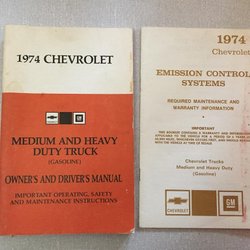 1974 CHEVROLET
MEDIUM AND HEAVY
DUTY TRUCK
(GASOLINE)
OWNER'S AND DRIVER'S MANUAL
IMPORTANT OPERATING, SAFETY
AND MAINTENANCE INSTRUCTIONS
CHEVROLET
GM
1974
Chevrolet
EMISSION CONTROL
SYSTEMS
REQUIRED MAINTENANCE AND
WARRANTY INFORMATION
IMPORTANT
Chevrolet Trucks
Medium and Heavy Duty
(Gasoline)
CHEVROLET
GM